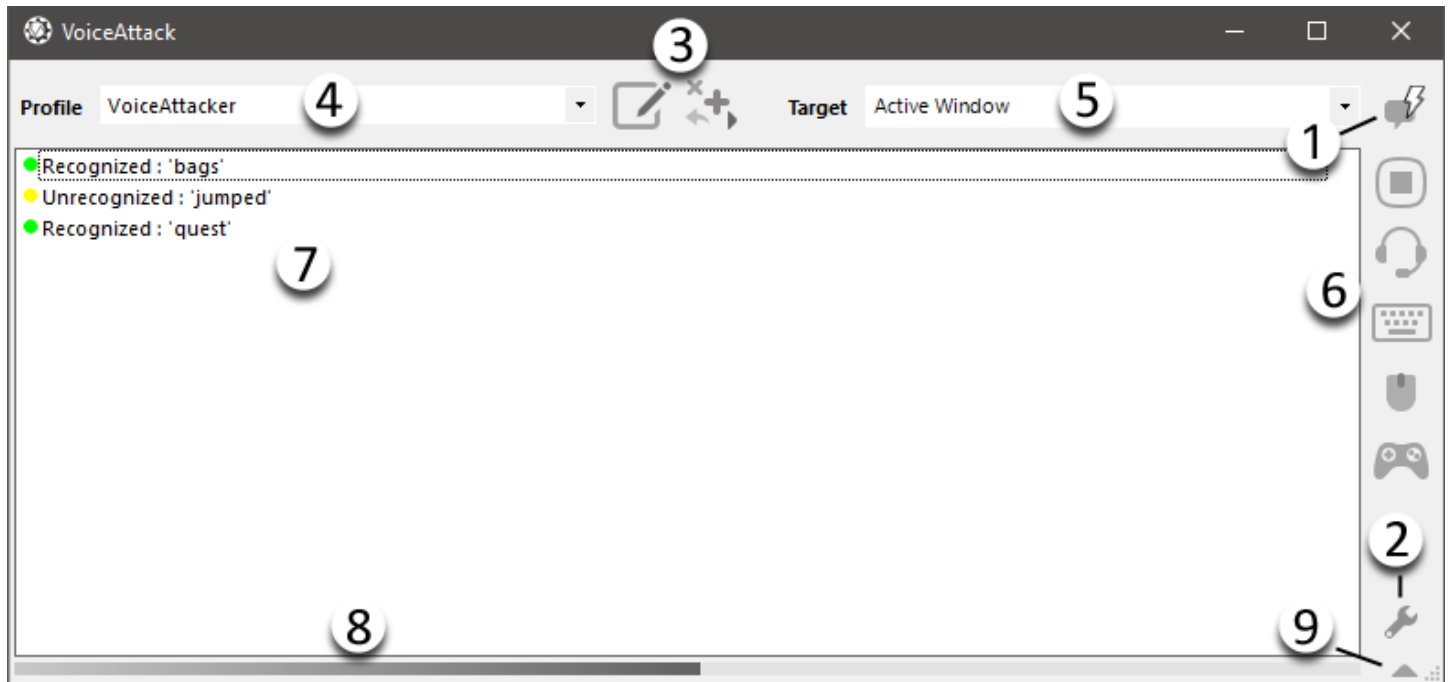 VoiceAttack
3
Profile VoiceAttacker 4 Target Active Window 5
1
Recognized : 'bags'
Unrecognized : 'jumped'
Recognized : 'quest'
7
6
2
8
9